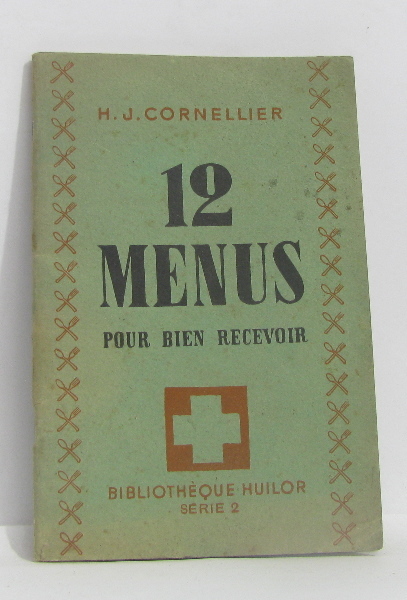 H. J. CORNELLIER
12
MENUS
POUR BIEN RECEVOIR
BIBLIOTHÈQUE HUILOR
SÉRIE 2